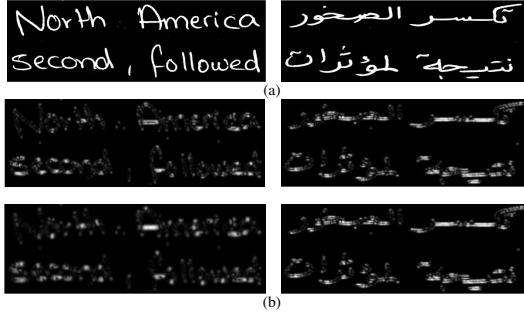 North America
second, followed
تكسر الصخور
نتيجة لمؤثرات
(a)
(b)